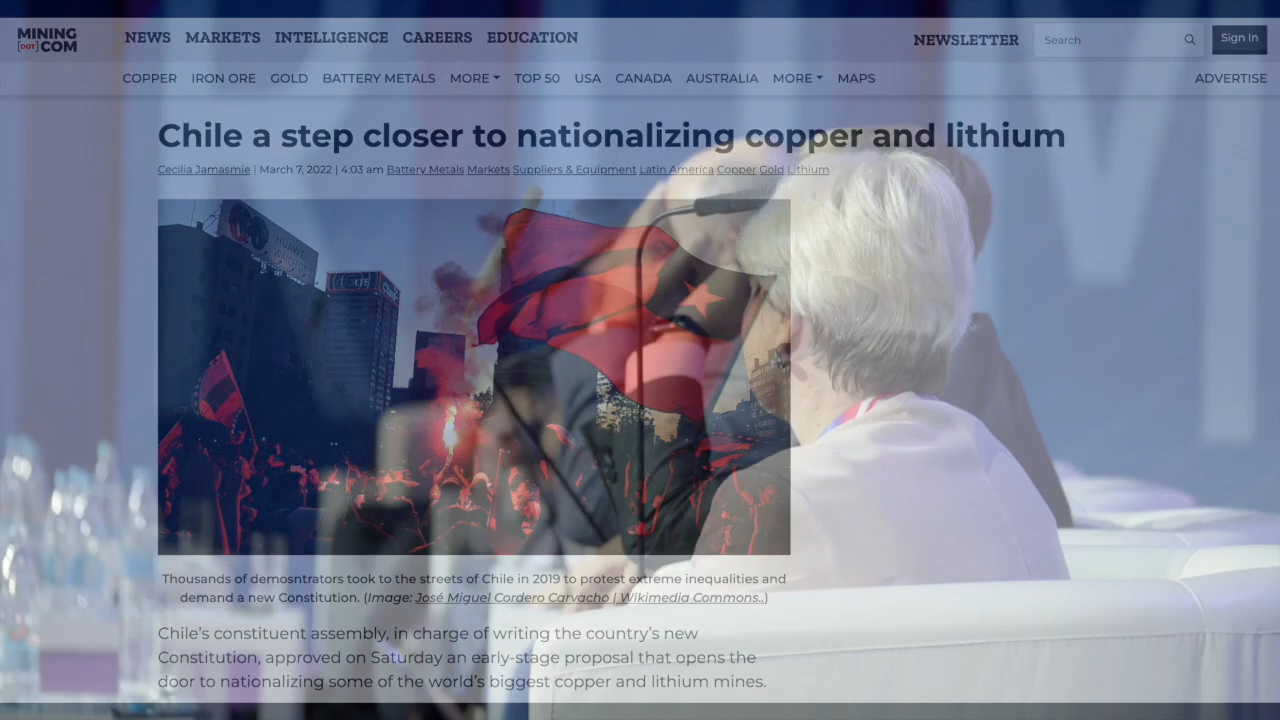 MINING
[DOT] COM
NEWS MARKETS INTELLIGENCE CAREERS EDUCATION
NEWSLETTER
Search
Sign In
COPPER IRON ORE GOLD BATTERY METALS MORE TOP 50 USA CANADA AUSTRALIA MORE MAPS
ADVERTISE
Chile a step closer to nationalizing copper and lithium
Cecilia Jamasmie | March 7, 2022 | 4:03 am Battery Metals Markets Suppliers & Equipment Latin America Copper Gold Lithium
HUAWEI
Thousands of demosntrators took to the streets of Chile in 2019 to protest extreme inequalities and
demand a new Constitution. (Image: José Miguel Cordero Carvacho | Wikimedia Commons..)
Chile's constituent assembly, in charge of writing the country's new
Constitution, approved on Saturday an early-stage proposal that opens the
door to nationalizing some of the world's biggest copper and lithium mines.